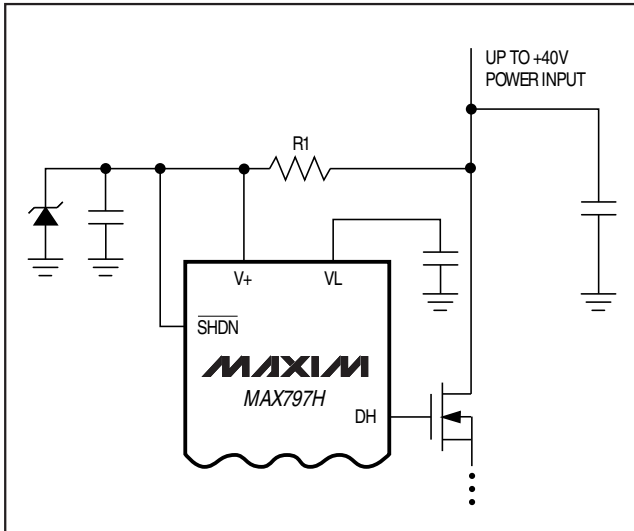 UP TO +40V
POWER INPUT
R1
V+
VL
SHDN
MAXIM
MAX797H
DH